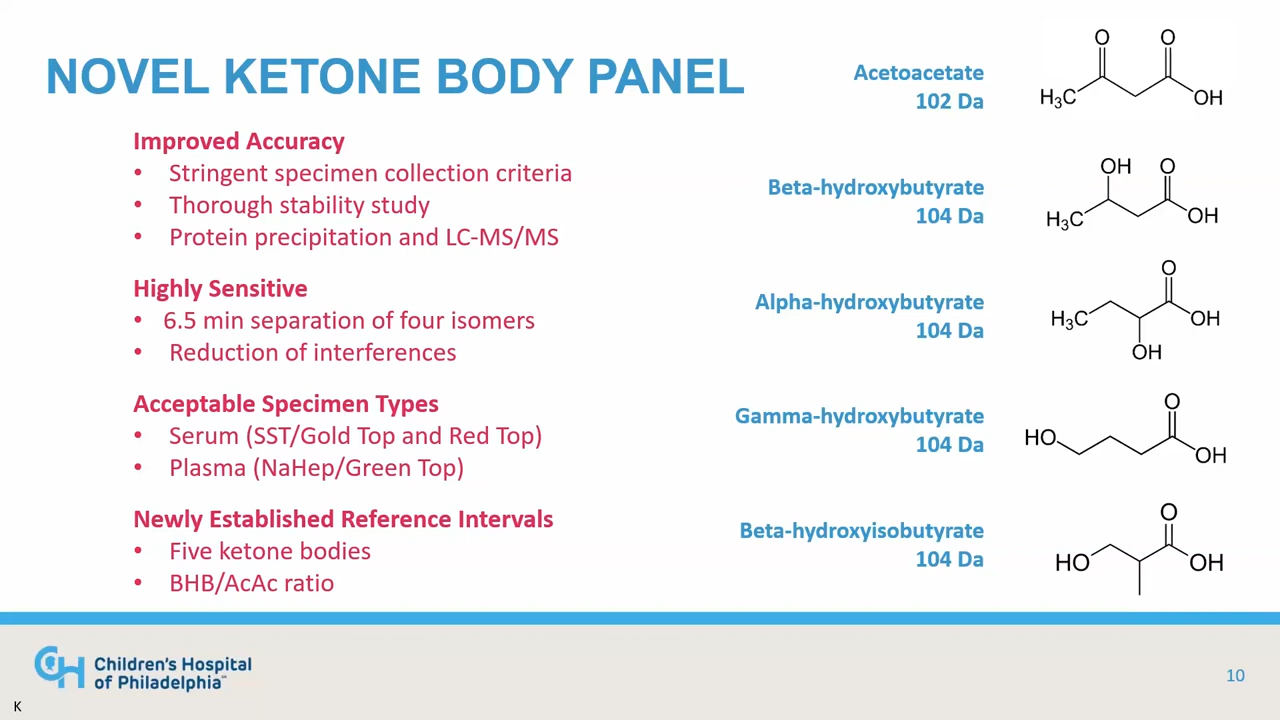 NOVEL KETONE BODY PANEL
Improved Accuracy
• Stringent specimen collection criteria
• Thorough stability study
• Protein precipitation and LC-MS/MS
Highly Sensitive
• 6.5 min separation of four isomers
• Reduction of interferences
Acceptable Specimen Types
• Serum (SST/Gold Top and Red Top)
• Plasma (NaHep/Green Top)
Newly Established Reference Intervals
• Five ketone bodies
• BHB/AcAc ratio
Acetoacetate
102 Da
O O
H₃C OH
Beta-hydroxybutyrate
104 Da
OH O
H₃C OH
Alpha-hydroxybutyrate
104 Da
O
H₃C OH
OH
Gamma-hydroxybutyrate
104 Da
O
HO OH
Beta-hydroxyisobutyrate
104 Da
O
HO OH
CH Children's Hospital
of Philadelphia
10
K